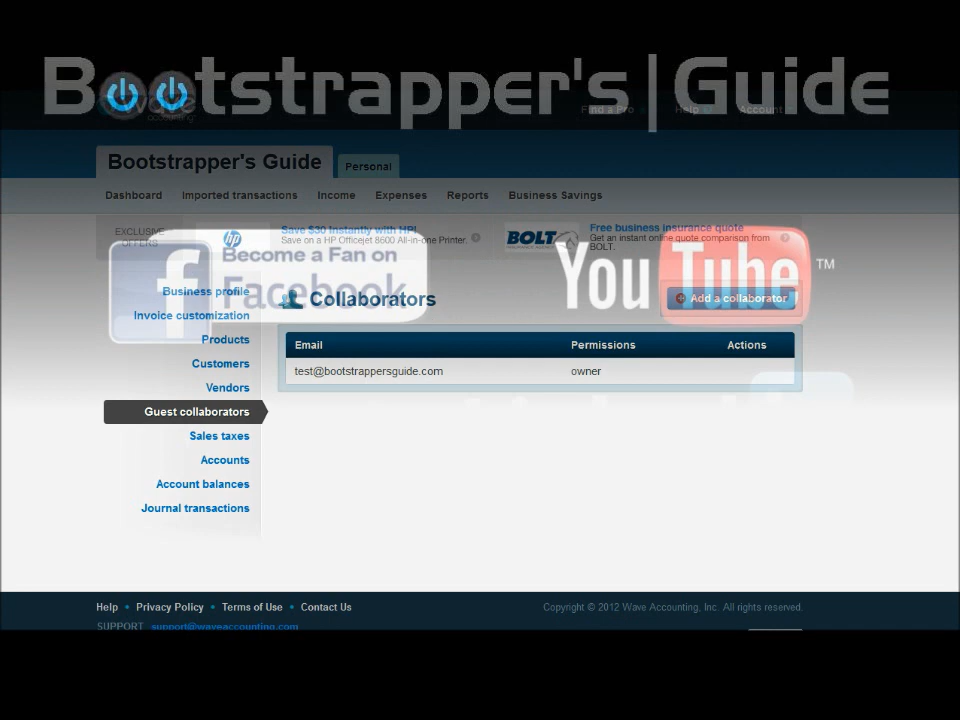 Bootstrapper's|Guide
accounting
Find a Pro Help Account
Bootstrapper's Guide Personal
Dashboard Imported transactions Income Expenses Reports Business Savings
EXCLUSIVE OFFERS
Save $30 Instantly with HP!
Save on a HP Officejet 8600 All-in-one Printer.
BOLT
Free business insurance quote
Get an instant online quote comparison from BOLT.
Become a Fan on
Facebook
YouTube™
Business profile
Invoice customization
Products
Customers
Vendors
Guest collaborators
Sales taxes
Accounts
Account balances
Journal transactions
Collaborators
Add a collaborator
Email Permissions Actions
test@bootstrappersguide.com owner
Help • Privacy Policy • Terms of Use • Contact Us
Copyright © 2012 Wave Accounting, Inc. All rights reserved.
SUPPORT support@waveaccounting.com